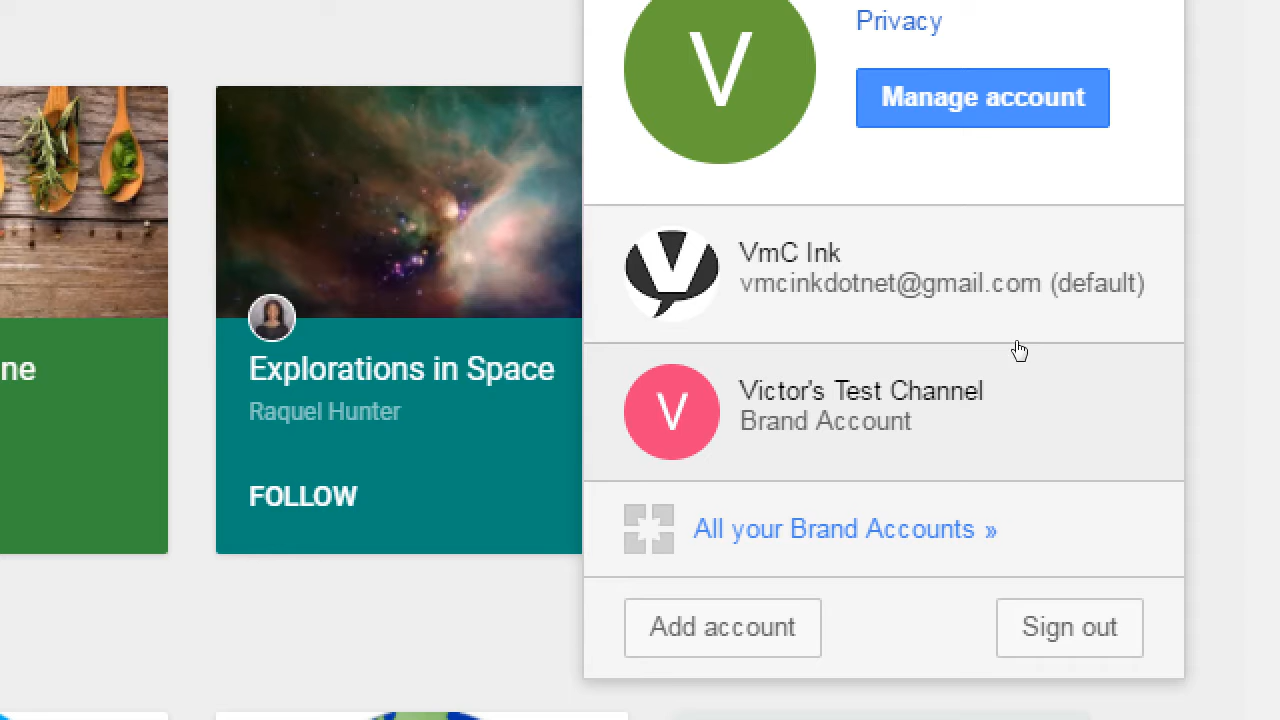 Privacy
V
Manage account
VmC Ink
vmcinkdotnet@gmail.com (default)
V
Victor's Test Channel
Brand Account
V
All your Brand Accounts »
Add account
Sign out
ne
Explorations in Space
Raquel Hunter
FOLLOW